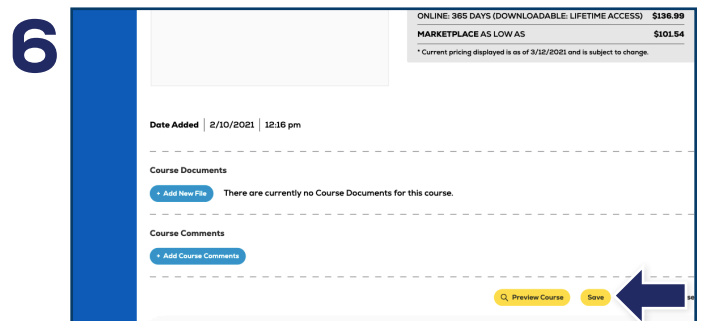 6
ONLINE: 365 DAYS (DOWNLOADABLE: LIFETIME ACCESS) $136.99
MARKETPLACE AS LOW AS $101.54
* Current pricing displayed is as of 3/12/2021 and is subject to change.
Date Added | 2/10/2021 | 12:16 pm
Course Documents
+ Add New File There are currently no Course Documents for this course.
Course Comments
+ Add Course Comments
Preview Course Save